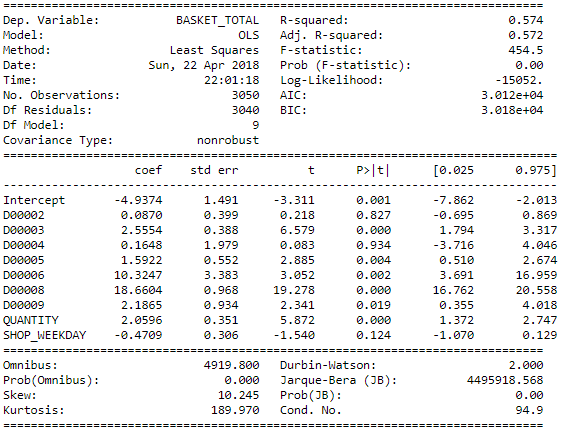 ==============================================================================
Dep. Variable:           BASKET_TOTAL   R-squared:                       0.574
Model:                            OLS   Adj. R-squared:                  0.572
Method:                 Least Squares   F-statistic:                     454.5
Date:                Sun, 22 Apr 2018   Prob (F-statistic):               0.00
Time:                        22:01:18   Log-Likelihood:                -15052.
No. Observations:                3050   AIC:                         3.012e+04
Df Residuals:                    3040   BIC:                         3.018e+04
Df Model:                           9
Covariance Type:            nonrobust
================================================================================
                   coef    std err          t      P>|t|      [0.025      0.975]
--------------------------------------------------------------------------------
Intercept       -4.9374      1.491     -3.311      0.001      -7.862      -2.013
D00002           0.0870      0.399      0.218      0.827      -0.695       0.869
D00003           2.5554      0.388      6.579      0.000       1.794       3.317
D00004           0.1648      1.979      0.083      0.934      -3.716       4.046
D00005           1.5922      0.552      2.885      0.004       0.510       2.674
D00006          10.3247      3.383      3.052      0.002       3.691      16.959
D00008          18.6604      0.968     19.278      0.000      16.762      20.558
D00009           2.1865      0.934      2.341      0.019       0.355       4.018
QUANTITY         2.0596      0.351      5.872      0.000       1.372       2.747
SHOP_WEEKDAY    -0.4709      0.306     -1.540      0.124      -1.070       0.129
==============================================================================
Omnibus:                     4919.800   Durbin-Watson:                   2.000
Prob(Omnibus):                  0.000   Jarque-Bera (JB):          4495918.568
Skew:                          10.245   Prob(JB):                         0.00
Kurtosis:                     189.970   Cond. No.                         94.9
==============================================================================